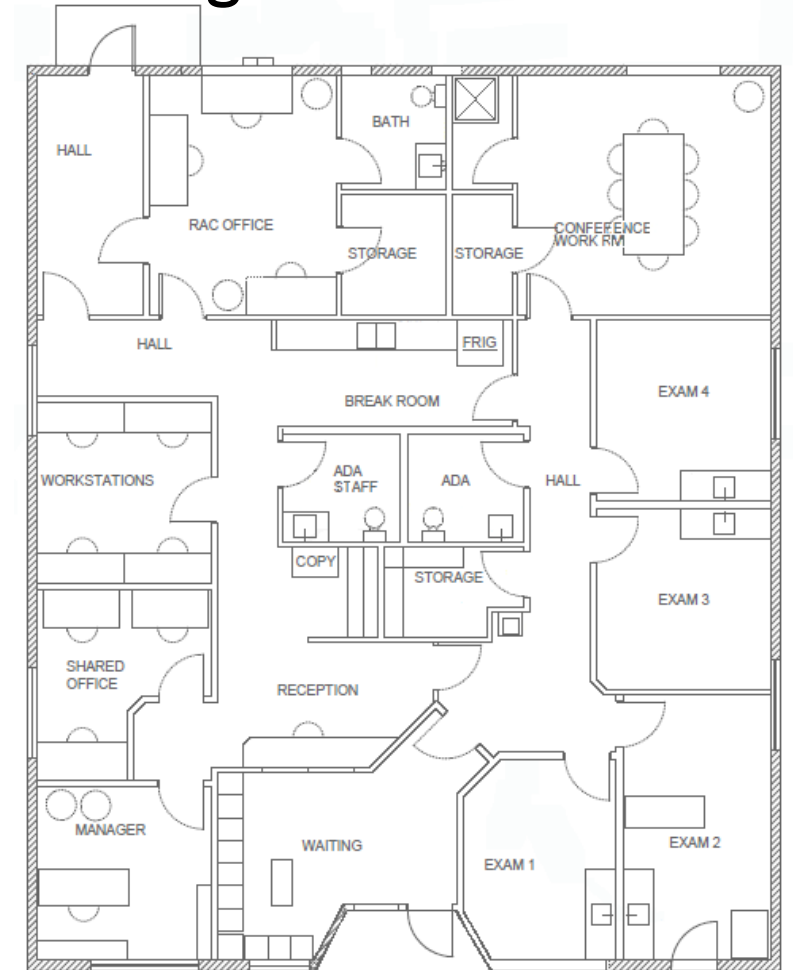 g
HALL
BATH
RAC OFFICE
STORAGE
STORAGE
CONFERENCE
WORK RM
HALL
FRIG
BREAK ROOM
EXAM 4
WORKSTATIONS
ADA
STAFF
ADA
HALL
COPY
STORAGE
EXAM 3
SHARED
OFFICE
RECEPTION
MANAGER
WAITING
EXAM 1
EXAM 2